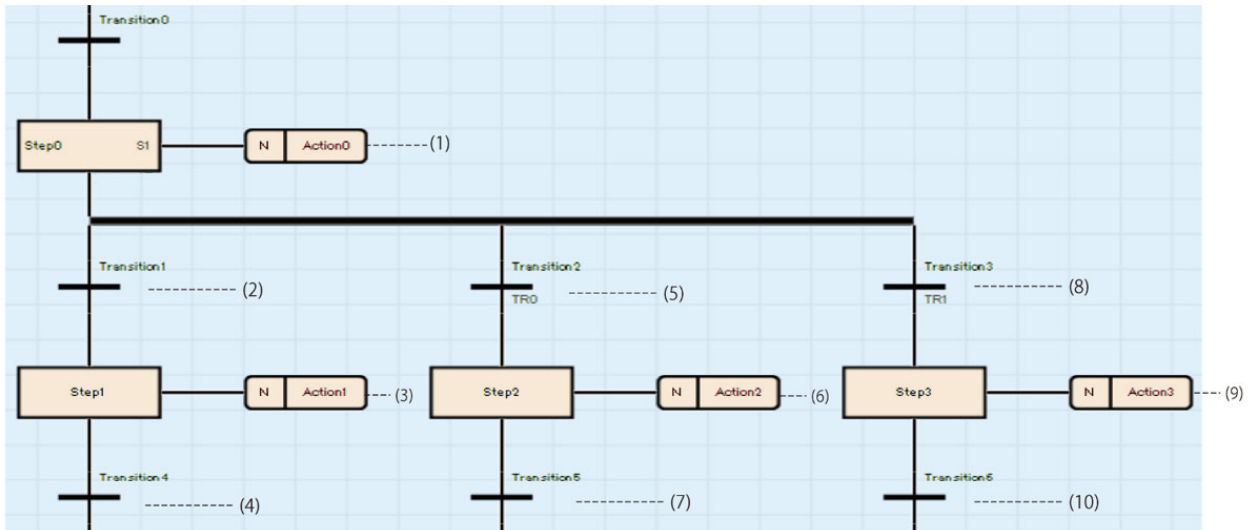 Transition0
Step0 S1 N Action0 (1)
Transition1 Transition2 Transition3
(2) (5) (8)
TR0 TR1
Step1 N Action1 (3) Step2 N Action2 (6) Step3 N Action3 (9)
Transition4 Transition5 Transition6
(4) (7) (10)